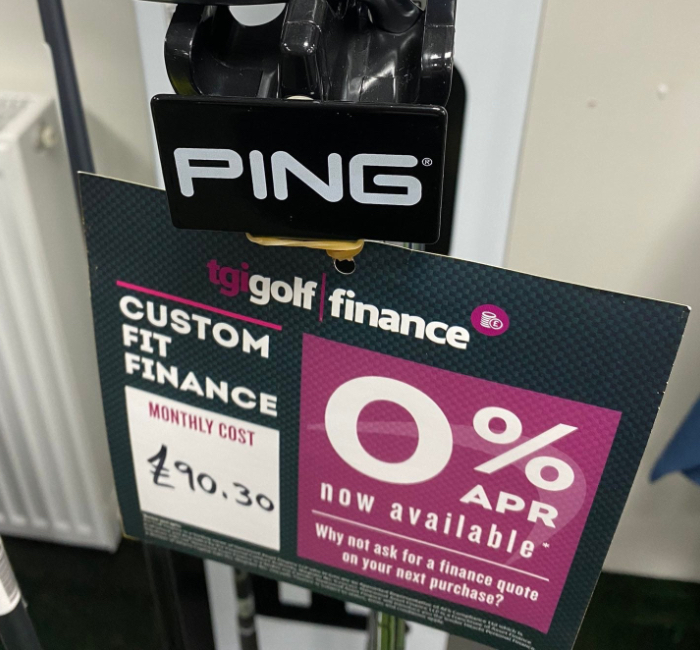 PING®
tgigolf finance
£
CUSTOM
FIT
FINANCE
MONTHLY COST
£90.30
0% APR
now available*
Why not ask for a finance quote
on your next purchase?